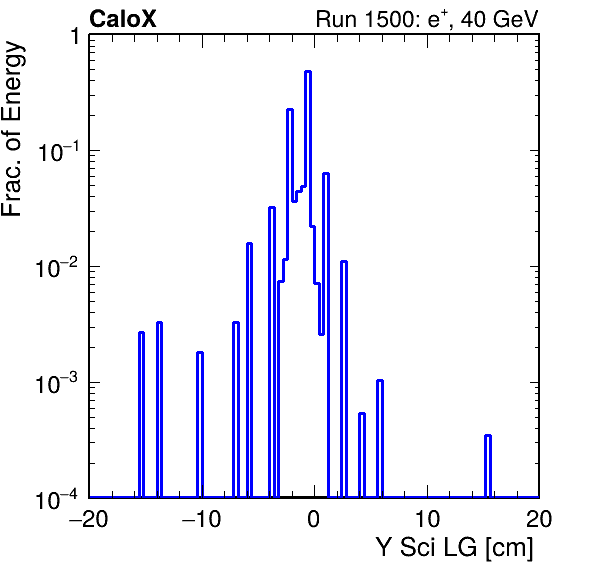 CaloX Run 1500: e⁺, 40 GeV
Frac. of Energy
1
10⁻¹
10⁻²
10⁻³
10⁻⁴
−20 −10 0 10 20
Y Sci LG [cm]